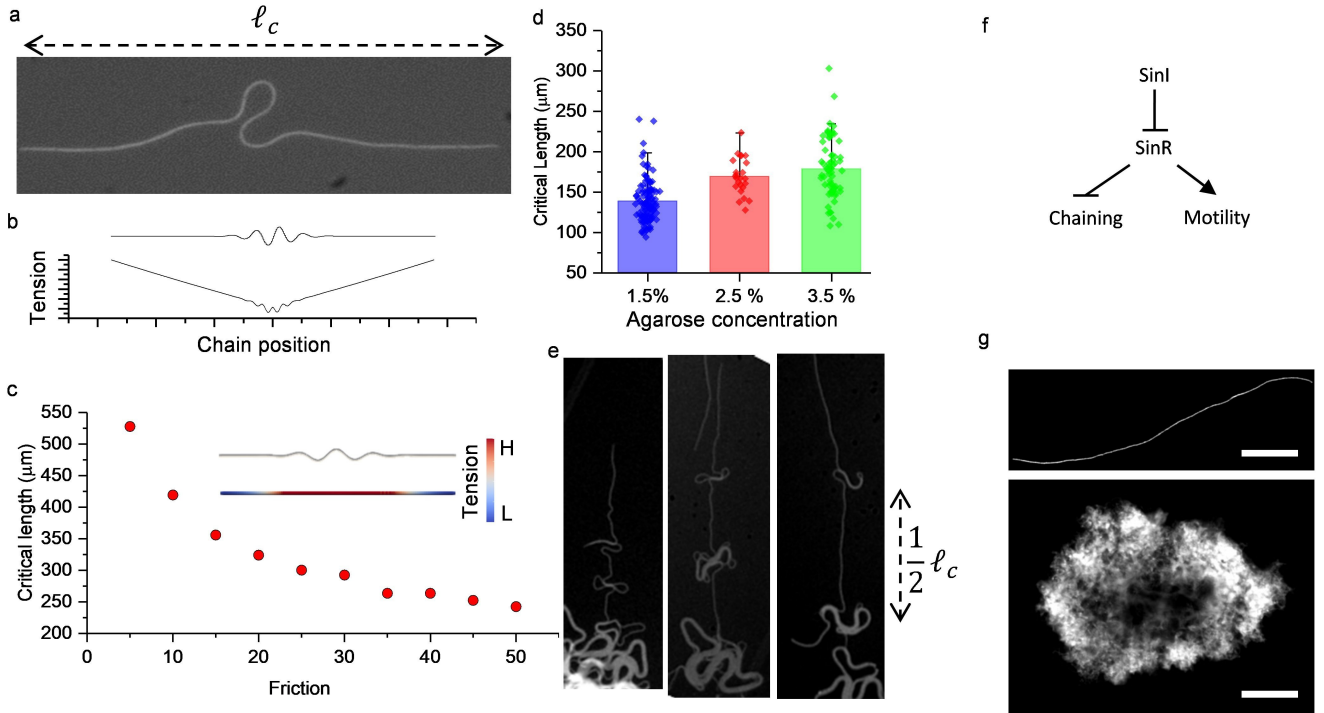 a
ℓc
b
Tension
Chain position
c
Critical length (μm)
550
500
450
400
350
300
250
200
0
10
20
30
40
50
Friction
Tension
H
L
d
Critical Length (μm)
350
300
250
200
150
100
50
1.5%
2.5 %
3.5 %
Agarose concentration
e
1
2
ℓc
f
SinI
SinR
Chaining
Motility
g